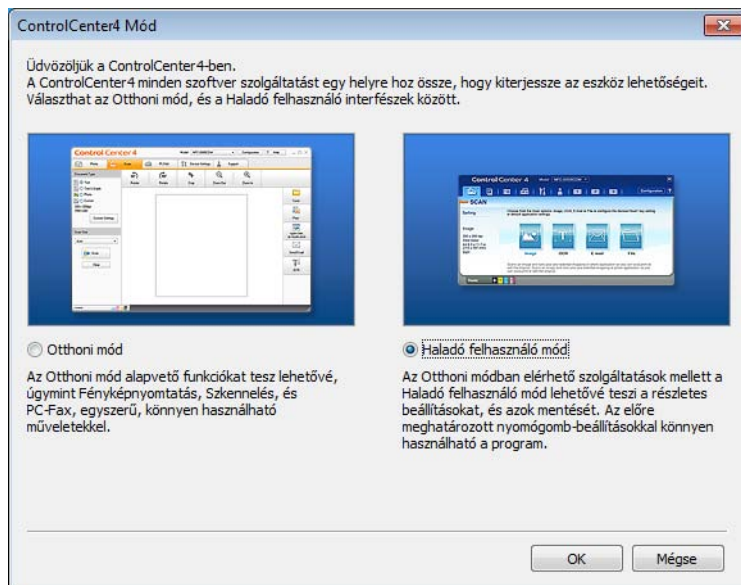 ControlCenter4 Mód
Üdvözöljük a ControlCenter4-ben.
A ControlCenter4 minden szoftver szolgáltatást egy helyre hoz össze, hogy kiterjessze az eszköz lehetőségeit.
Választhat az Otthoni mód, és a Haladó felhasználó interfészek között.
Control Center 4
Control Center 4
SCAN
Otthoni mód
Haladó felhasználó mód
Az Otthoni mód alapvető funkciókat tesz lehetővé,
úgymint Fényképnyomtatás, Szkennelés, és
PC-Fax, egyszerű, könnyen használható
műveletekkel.
Az Otthoni módban elérhető szolgáltatások mellett a
Haladó felhasználó mód lehetővé teszi a részletes
beállításokat, és azok mentését. Az előre
meghatározott nyomógomb-beállításokkal könnyen
használható a program.
OK
Mégse